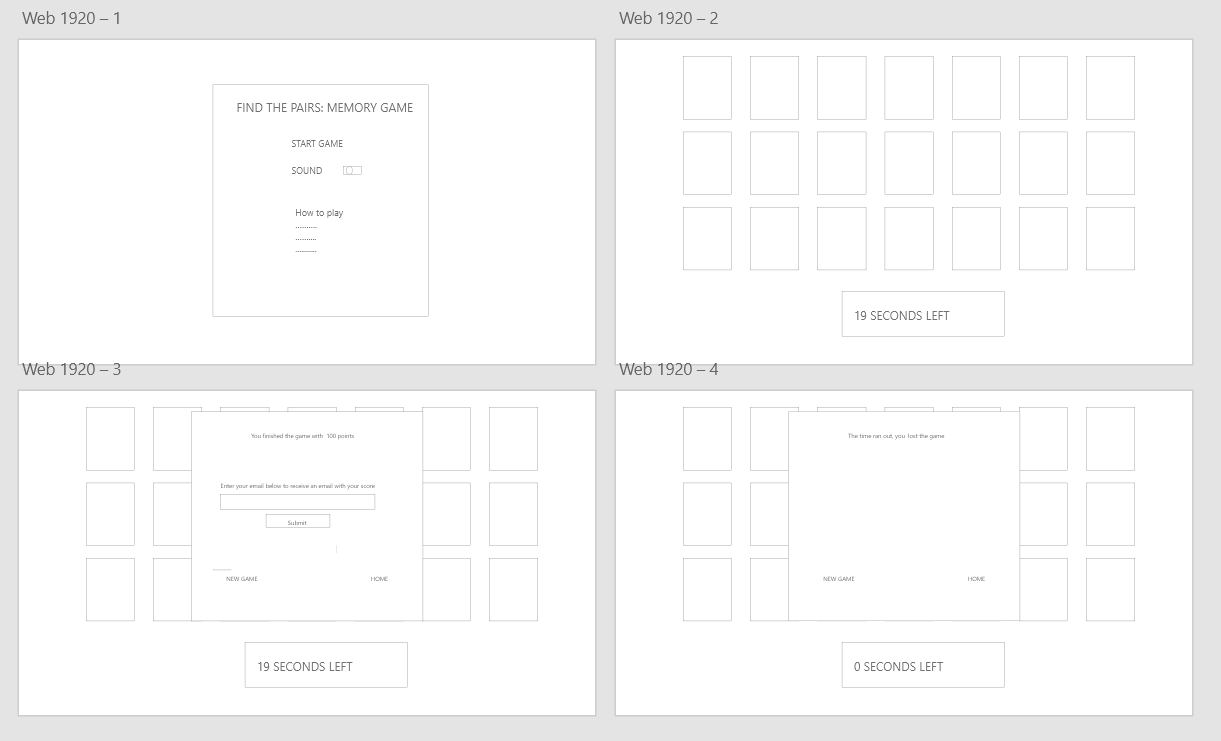 Web 1920 – 1
FIND THE PAIRS: MEMORY GAME
START GAME
SOUND
How to play
..........
..........
..........
Web 1920 – 2
19 SECONDS LEFT
Web 1920 – 3
You finished the game with 100 points
Enter your email below to receive an email with your score
Submit
NEW GAME
HOME
19 SECONDS LEFT
Web 1920 – 4
The time ran out, you lost the game
NEW GAME
HOME
0 SECONDS LEFT